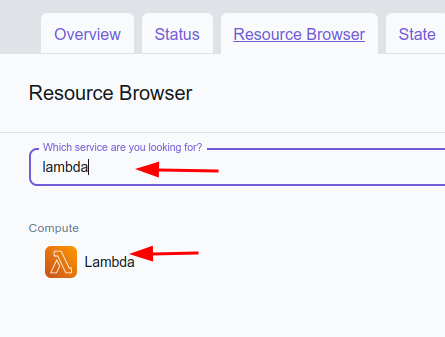 Overview Status Resource Browser State
Resource Browser
Which service are you looking for?
lambda
Compute
Lambda